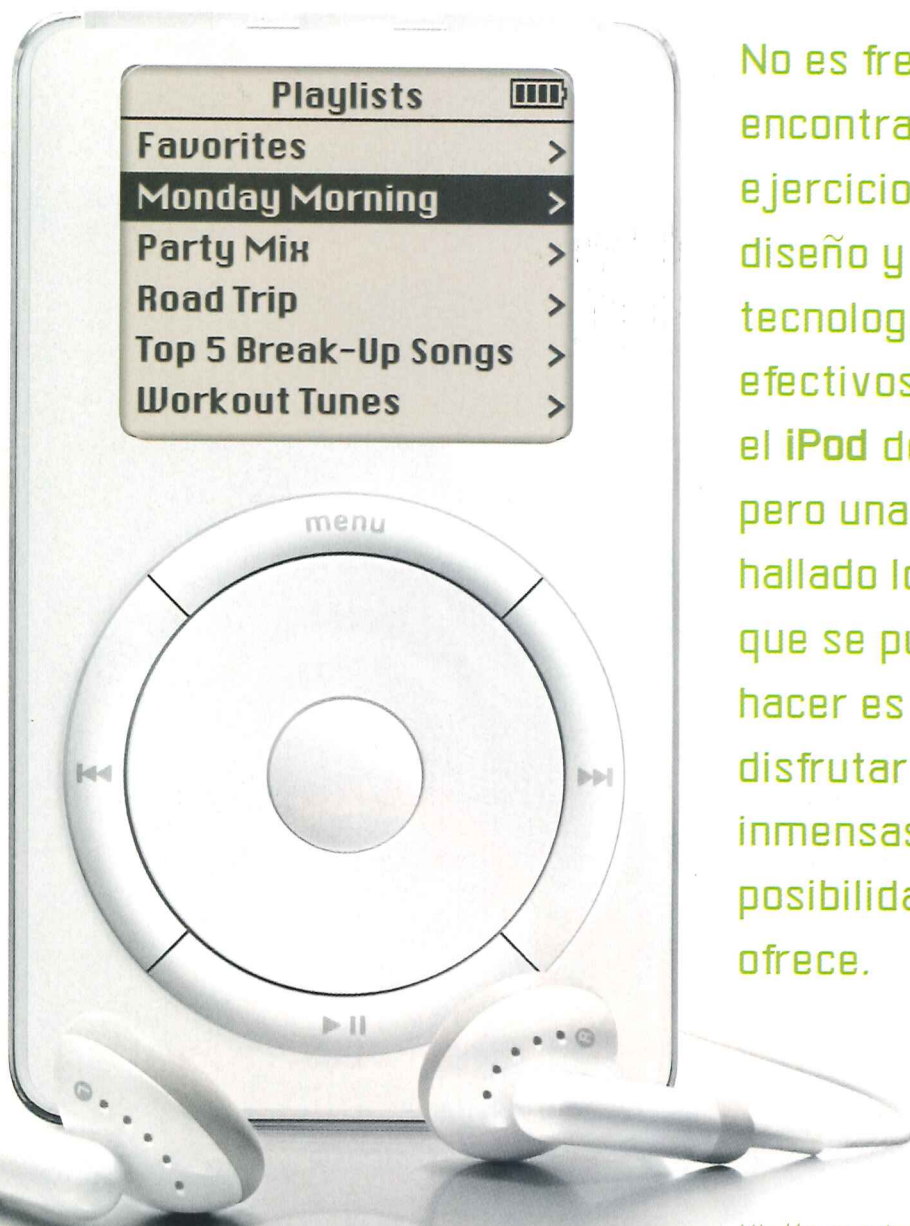 Playlists
Favorites >
Monday Morning >
Party Mix >
Road Trip >
Top 5 Break-Up Songs >
Workout Tunes >
menu
No es fre
encontra
ejercicio
diseño y
tecnolog
efectivos
el iPod de
pero una
hallado lo
que se pu
hacer es
disfrutar
inmensas
posibilida
ofrece.
R